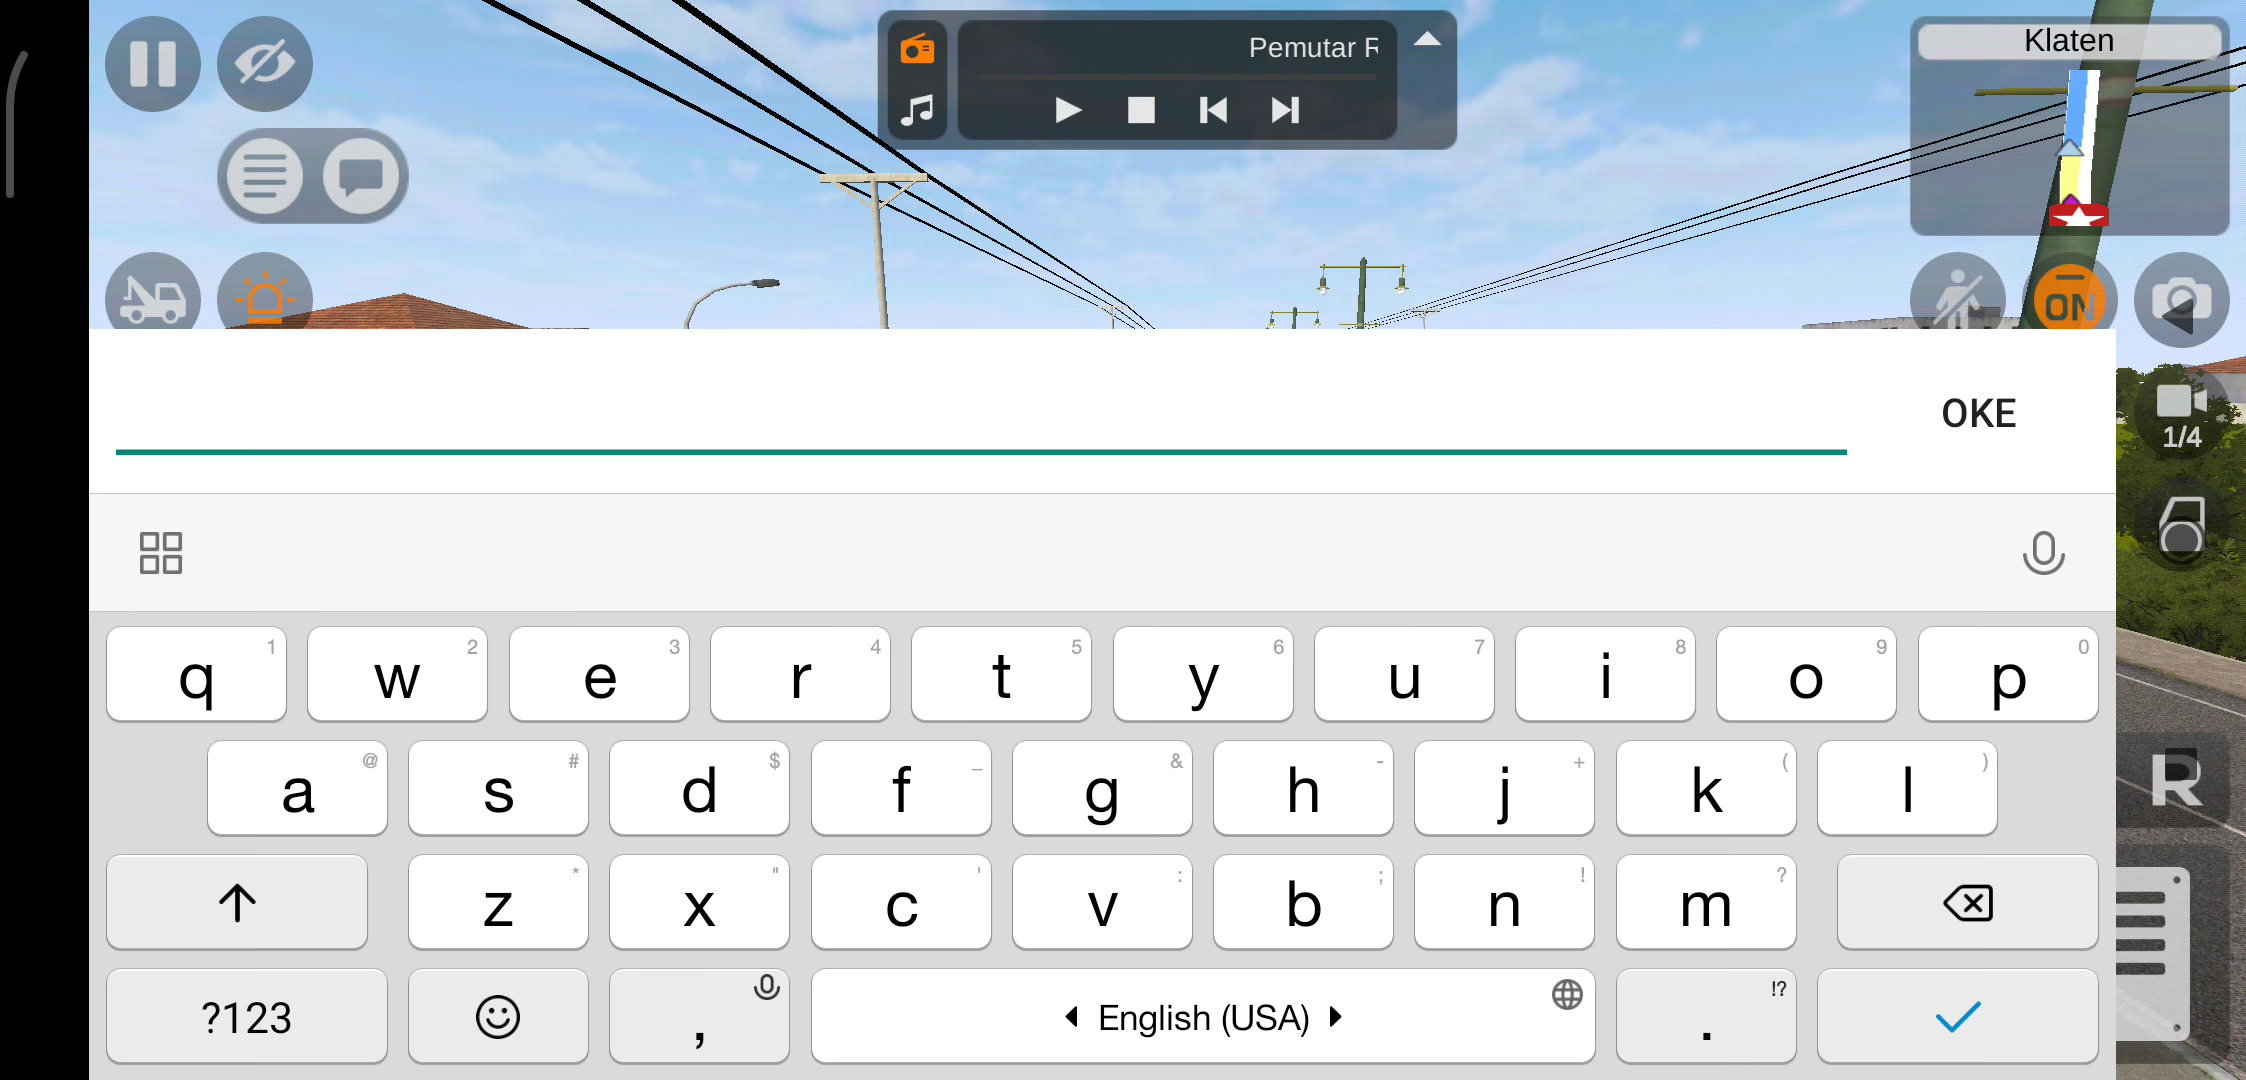 Pemutar R
Klaten
ON
OKE
1/4
q 1 w 2 e 3 r 4 t 5 y 6 u 7 i 8 o 9 p 0
a @ s # d $ f _ g & h - j + k ( l )
R
z * x " c ' v : b ; n ! m ?
?123 , English (USA) . !?